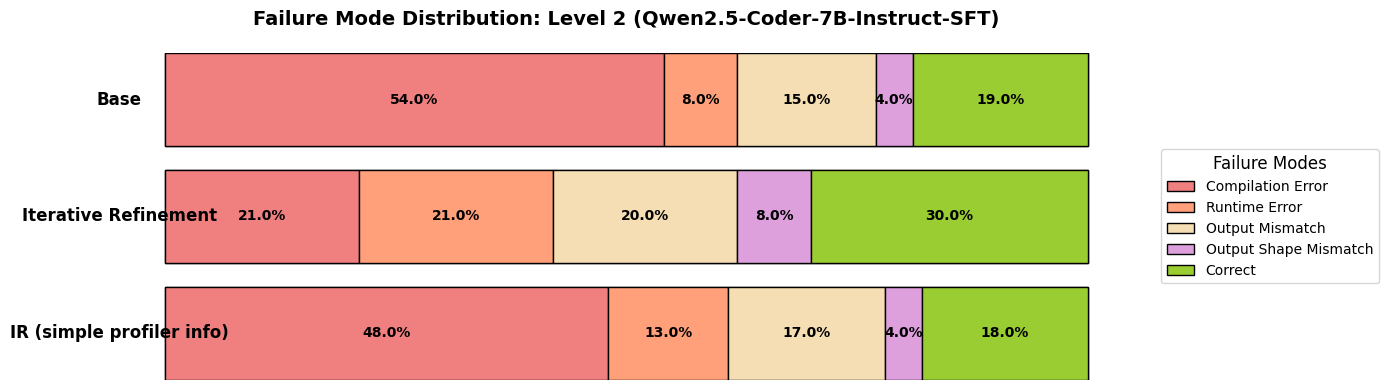 Failure Mode Distribution: Level 2 (Qwen2.5-Coder-7B-Instruct-SFT)
Base
54.0%
8.0%
15.0%
4.0%
19.0%
Iterative Refinement
21.0%
21.0%
20.0%
8.0%
30.0%
IR (simple profiler info)
48.0%
13.0%
17.0%
4.0%
18.0%
Failure Modes
Compilation Error
Runtime Error
Output Mismatch
Output Shape Mismatch
Correct